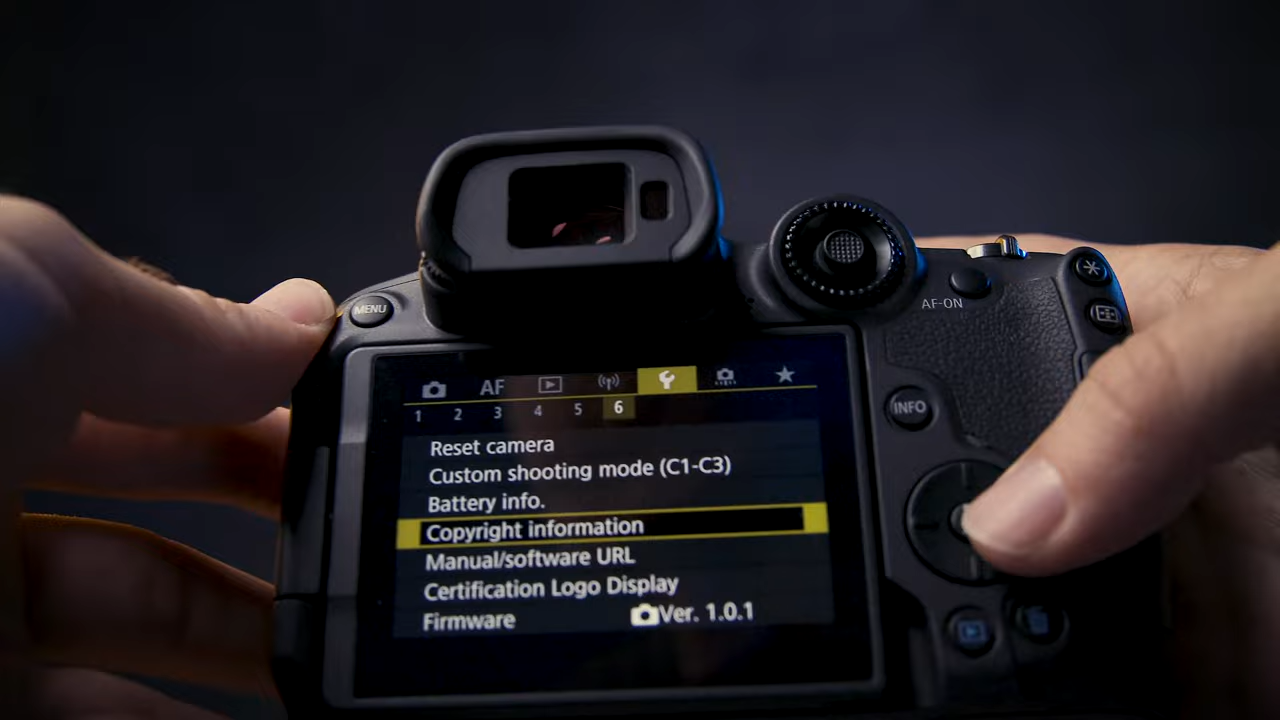 MENU
AF-ON
INFO
AF
1 2 3 4 5 6
Reset camera
Custom shooting mode (C1-C3)
Battery info.
Copyright information
Manual/software URL
Certification Logo Display
Firmware Ver. 1.0.1